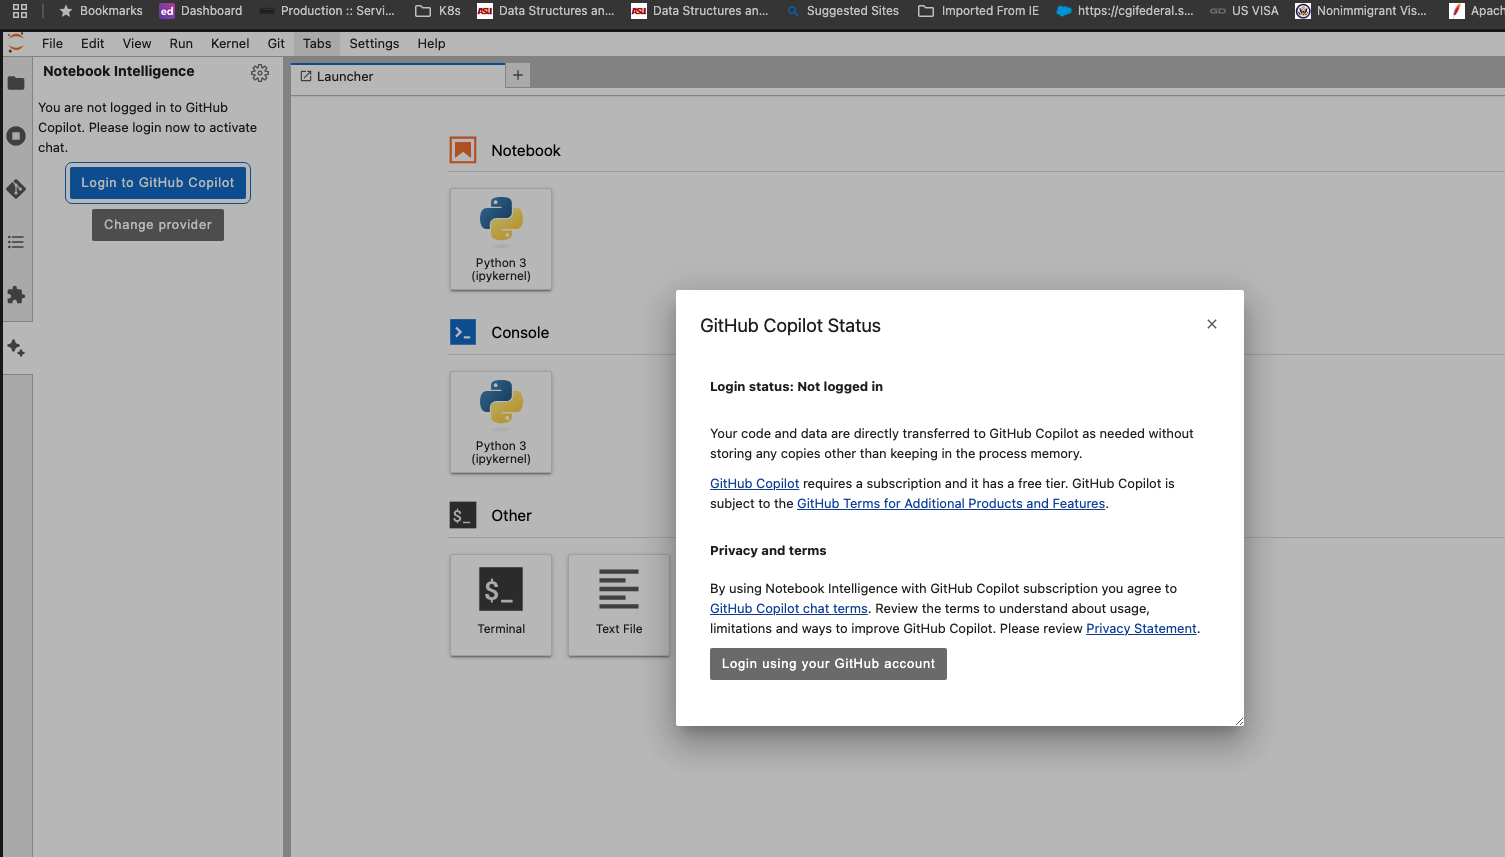 Bookmarks
ed Dashboard
Production :: Servi...
K8s
ASU Data Structures an...
ASU Data Structures an...
Suggested Sites
Imported From IE
https://cgifederal.s...
US VISA
Nonimmigrant Vis...
Apach
File Edit View Run Kernel Git Tabs Settings Help
Notebook Intelligence
You are not logged in to GitHub
Copilot. Please login now to activate
chat.
Login to GitHub Copilot
Change provider
Launcher
+
Notebook
Python 3
(ipykernel)
Console
Python 3
(ipykernel)
$_ Other
$_
Terminal
Text File
GitHub Copilot Status
Login status: Not logged in
Your code and data are directly transferred to GitHub Copilot as needed without
storing any copies other than keeping in the process memory.
GitHub Copilot requires a subscription and it has a free tier. GitHub Copilot is
subject to the GitHub Terms for Additional Products and Features.
Privacy and terms
By using Notebook Intelligence with GitHub Copilot subscription you agree to
GitHub Copilot chat terms. Review the terms to understand about usage,
limitations and ways to improve GitHub Copilot. Please review Privacy Statement.
Login using your GitHub account